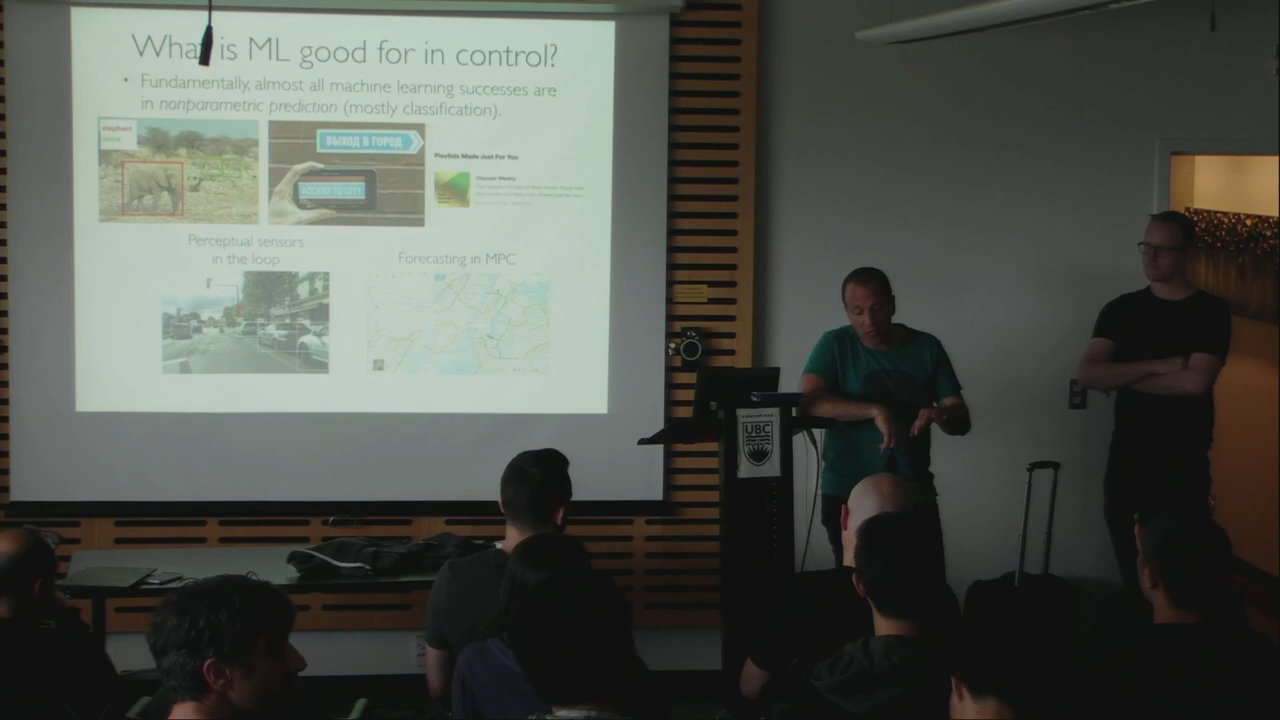 What is ML good for in control?
• Fundamentally, almost all machine learning successes are
in nonparametric prediction (mostly classification).
elephant
ВЫХОД В ГОРОД
ACCESS TO CITY
Playlists Made Just For You
Discover Weekly
Perceptual sensors
in the loop
Forecasting in MPC
UBC